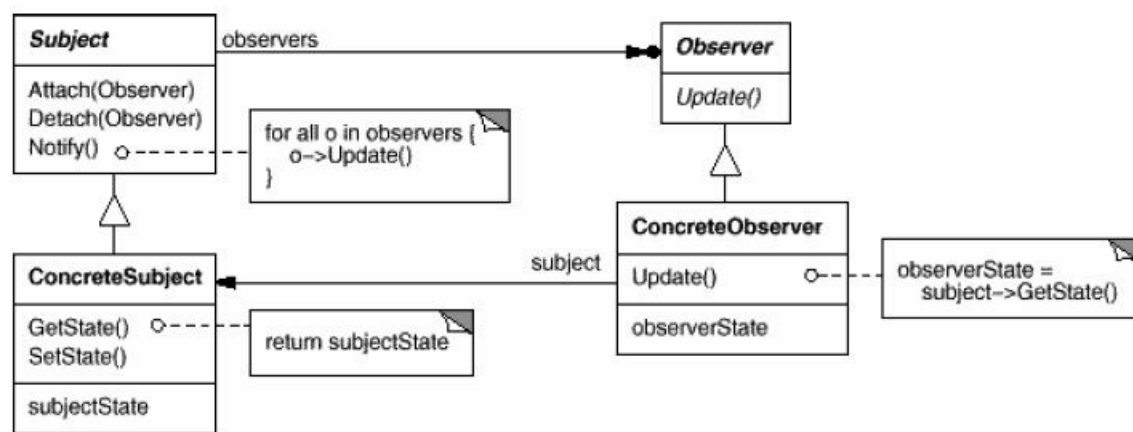 Subject
Attach(Observer)
Detach(Observer)
Notify()
observers
for all o in observers {
o->Update()
}
Observer
Update()
ConcreteSubject
GetState()
SetState()
subjectState
return subjectState
subject
ConcreteObserver
Update()
observerState
observerState =
subject->GetState()